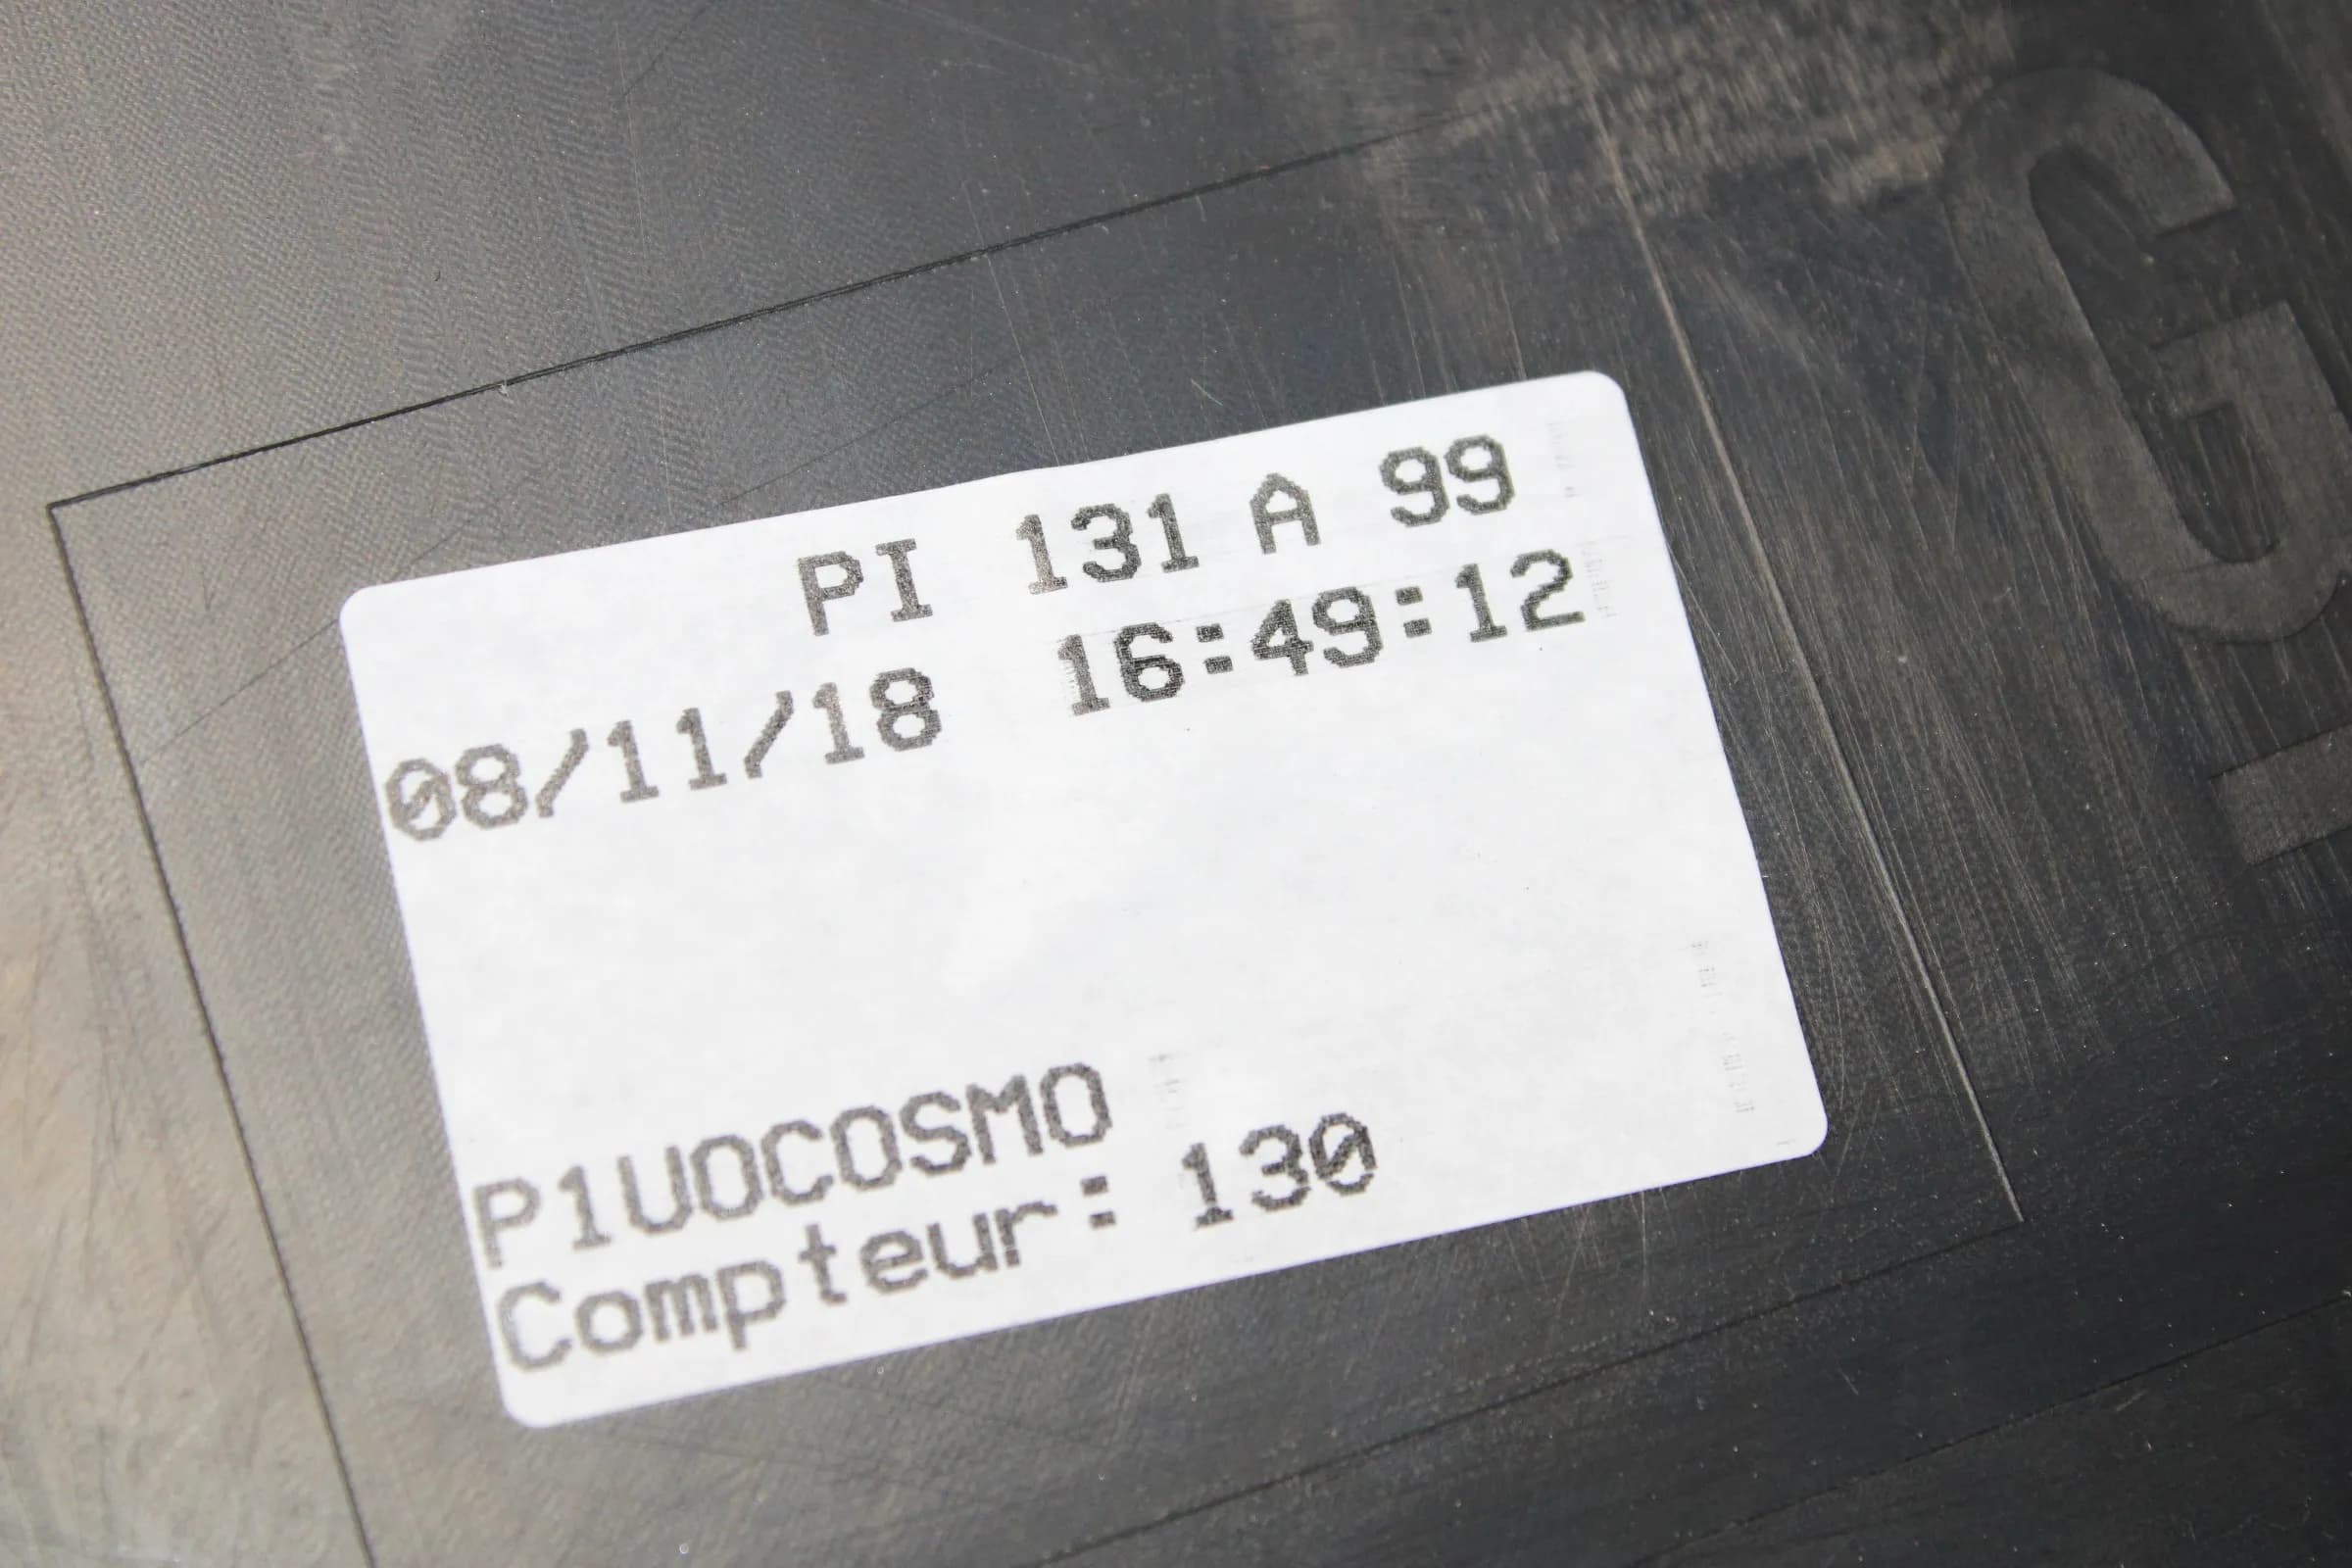 PI 131 A 99
08/11/18 16:49:12
P1UOCOSMO
Compteur: 130
G